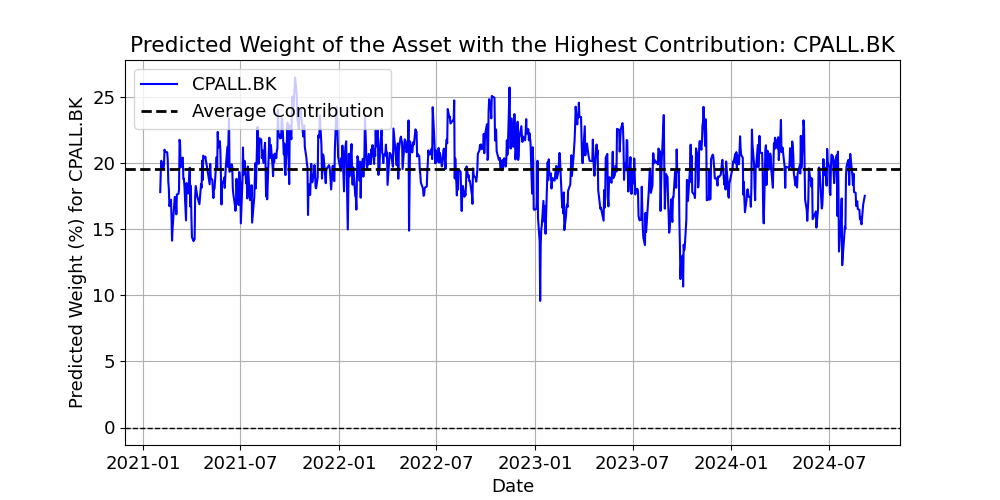 Predicted Weight of the Asset with the Highest Contribution: CPALL.BK
CPALL.BK
Average Contribution
Predicted Weight (%) for CPALL.BK
25
20
15
10
5
0
2021-01 2021-07 2022-01 2022-07 2023-01 2023-07 2024-01 2024-07
Date